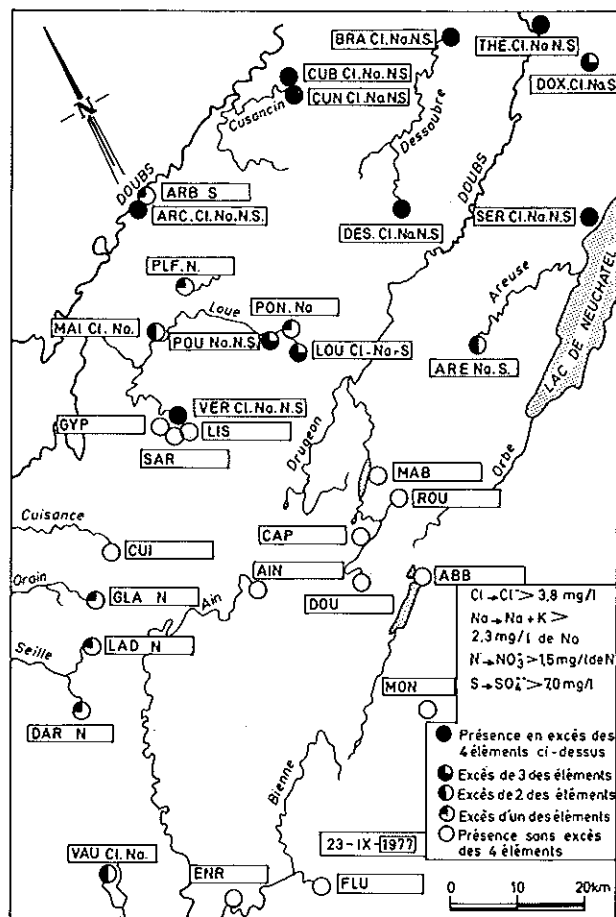 BRA Cl.Na.N.S.
THE.Cl.Na N.S
CUB Cl.Na.N.S
DOX.Cl.Na S
CUN Cl.Na N.S
Cusancin
Dessoubre
N
DOUBS
DOUBS
ARB S
ARC.Cl.Na.N.S.
DES.Cl.Na N.S
SER Cl.Na.N.S
PLF.N.
Areuse
Loue
PON.Na
MAI Cl.Na.
POU Na.N.S
LOU Cl-Na-S
ARE Na.S.
LAC DE NEUCHATEL
VER Cl.Na.N.S
GYP
LIS
SAR
Drugeon
Orbe
MAB
ROU
Cuisance
CAP
CUI
AIN
ABB
Orain
Ain
DOU
GLA N
Cl→Cl⁻> 3,8 mg/l
Na→Na+K >
2,3 mg/l de Na
N→NO₃⁻>1,5 mg/l de N
S→SO₄⁻⁻>7,0 mg/l
Seille
LAD N
MON
DAR N
Présence en excès des
4 éléments ci-dessus
Excès de 3 des éléments
Excès de 2 des éléments
Excès d'un des éléments
Présence sans excès
des 4 éléments
Bienne
23-IX-1977
VAU Cl.Na.
ENR
FLU
0 10 20km